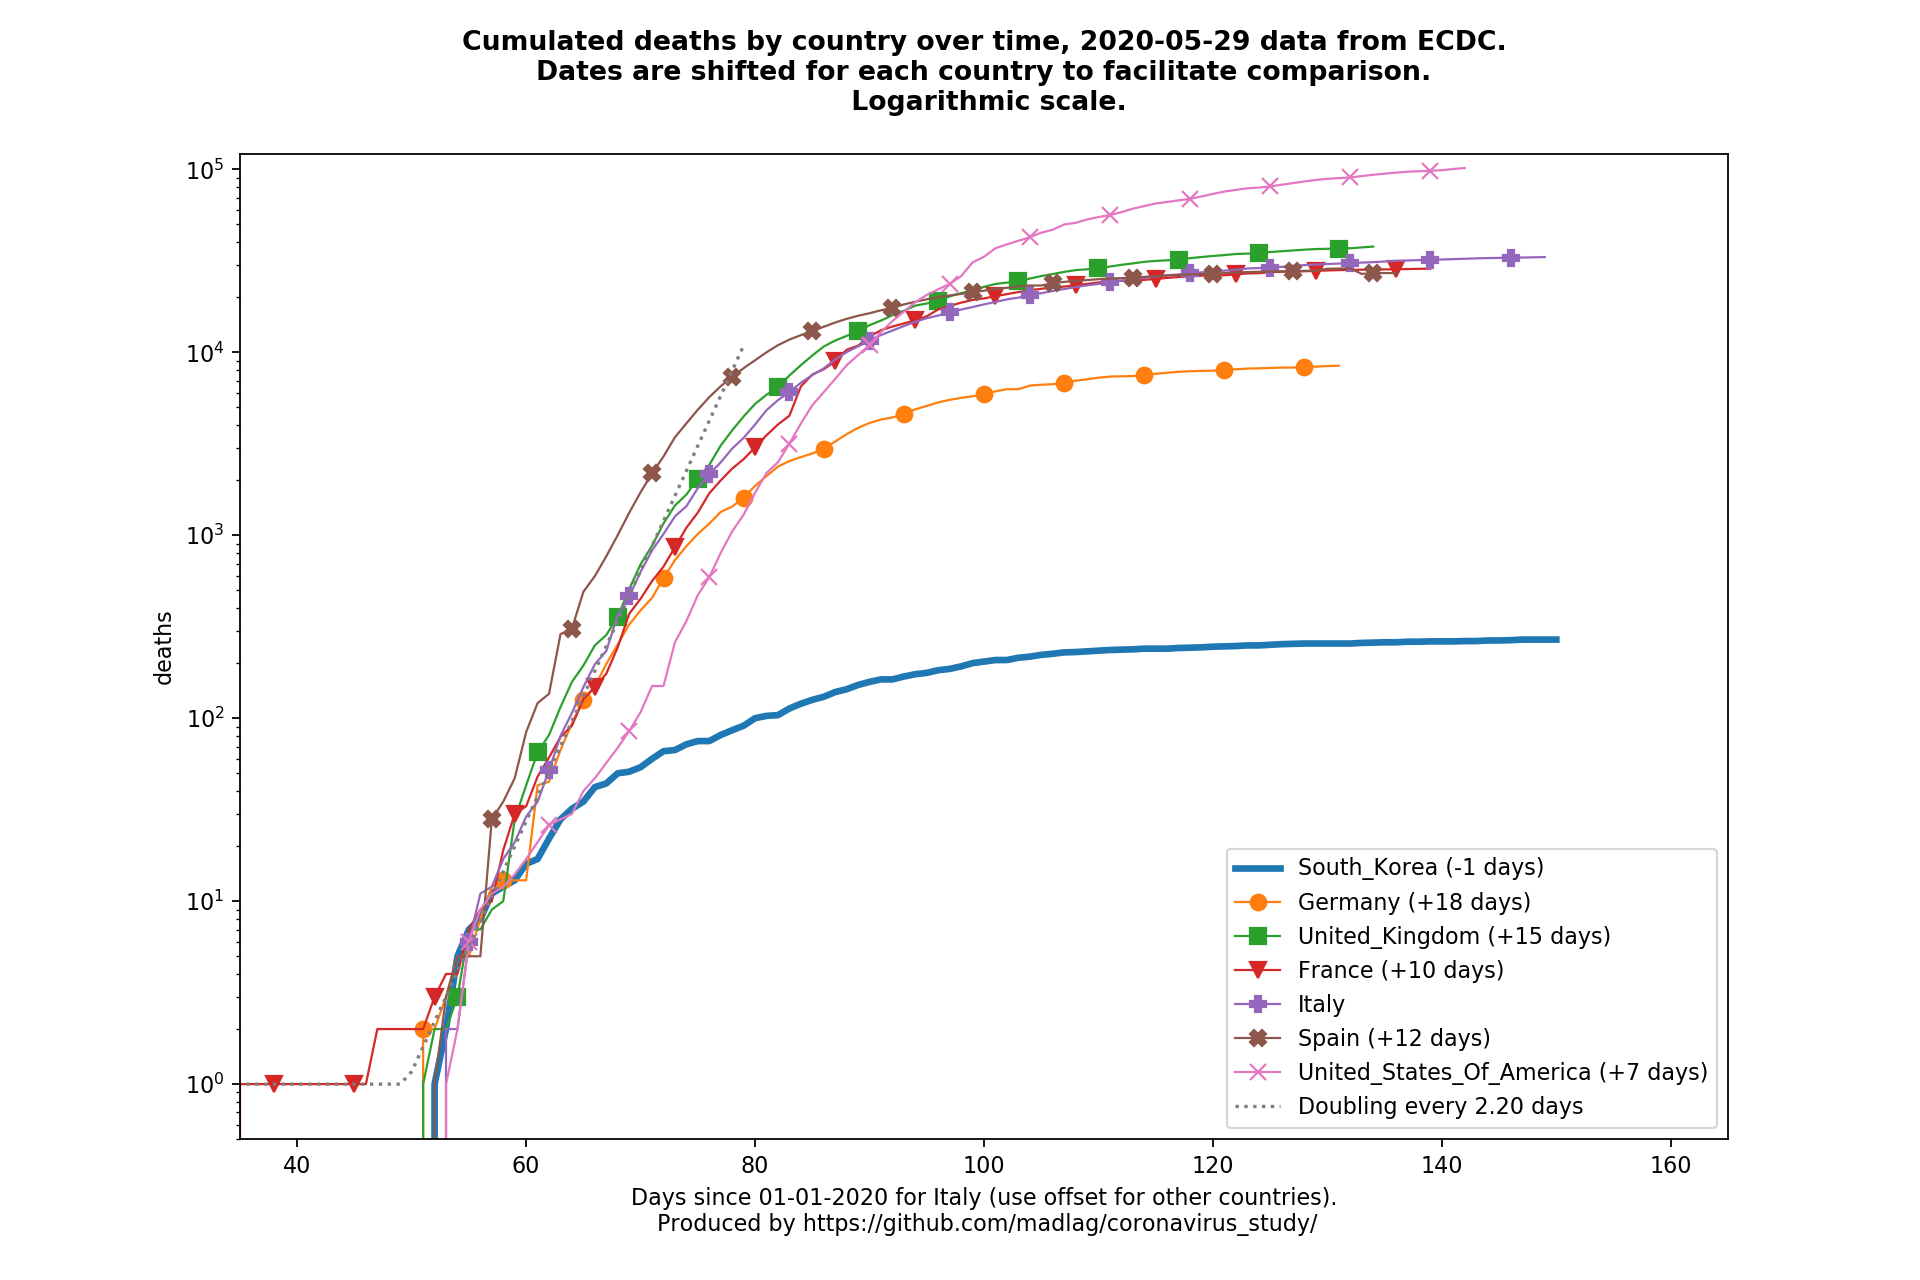 Cumulated deaths by country over time, 2020-05-29 data from ECDC.
Dates are shifted for each country to facilitate comparison.
Logarithmic scale.
10^5
10^4
10^3
10^2
10^1
10^0
deaths
South_Korea (-1 days)
Germany (+18 days)
United_Kingdom (+15 days)
France (+10 days)
Italy
Spain (+12 days)
United_States_Of_America (+7 days)
Doubling every 2.20 days
40 60 80 100 120 140 160
Days since 01-01-2020 for Italy (use offset for other countries).
Produced by https://github.com/madlag/coronavirus_study/